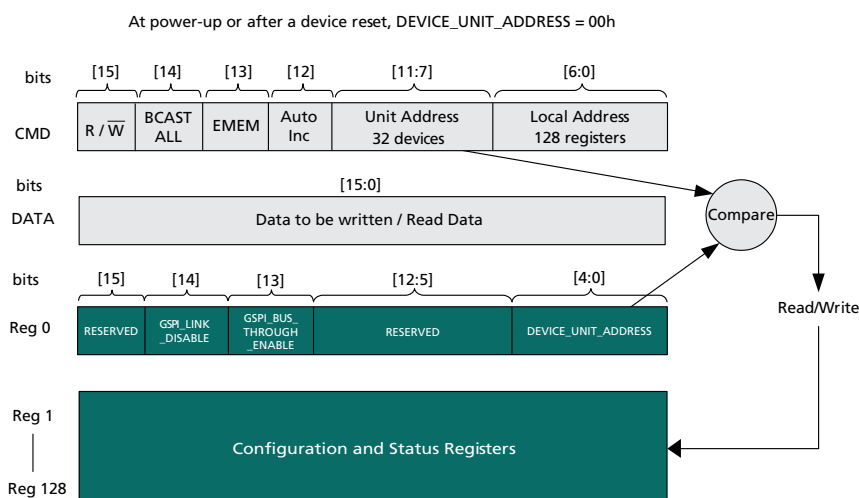 At power-up or after a device reset, DEVICE_UNIT_ADDRESS = 00h
bits [15] [14] [13] [12] [11:7] [6:0]
CMD R / W BCAST ALL EMEM Auto Inc Unit Address 32 devices Local Address 128 registers
bits [15:0]
DATA Data to be written / Read Data
Compare
bits [15] [14] [13] [12:5] [4:0]
Reg 0 RESERVED GSPI_LINK _DISABLE GSPI_BUS_ THROUGH _ENABLE RESERVED DEVICE_UNIT_ADDRESS
Read/Write
Reg 1
Configuration and Status Registers
Reg 128